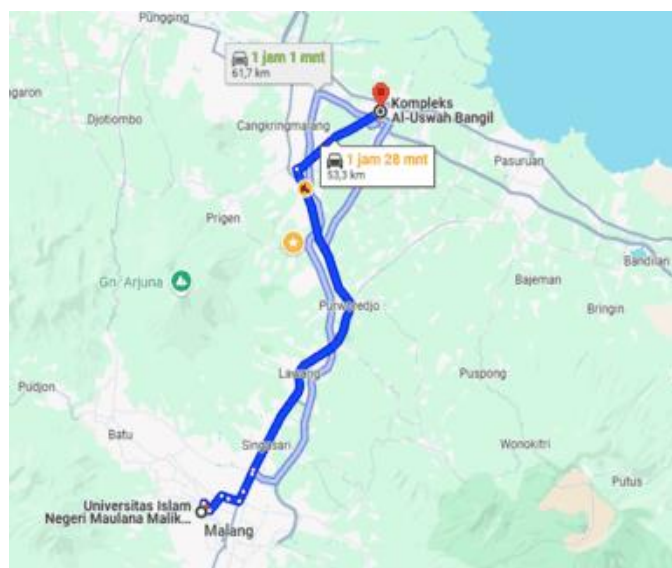 Pungging
1 jam 1 mnt
61,7 km
Kompleks
Al-Uswah Bangil
Djotiombo
Cangkringmalang
1 jam 28 mnt
53,3 km
Pasuruan
Prigen
Bandilan
Gn. Arjuna
Bajeman
Bringin
Purworedjo
Lawang
Pudjon
Puspong
Batu
Singosari
Wonokitri
Putus
Universitas Islam
Negeri Maulana Malik...
Malang